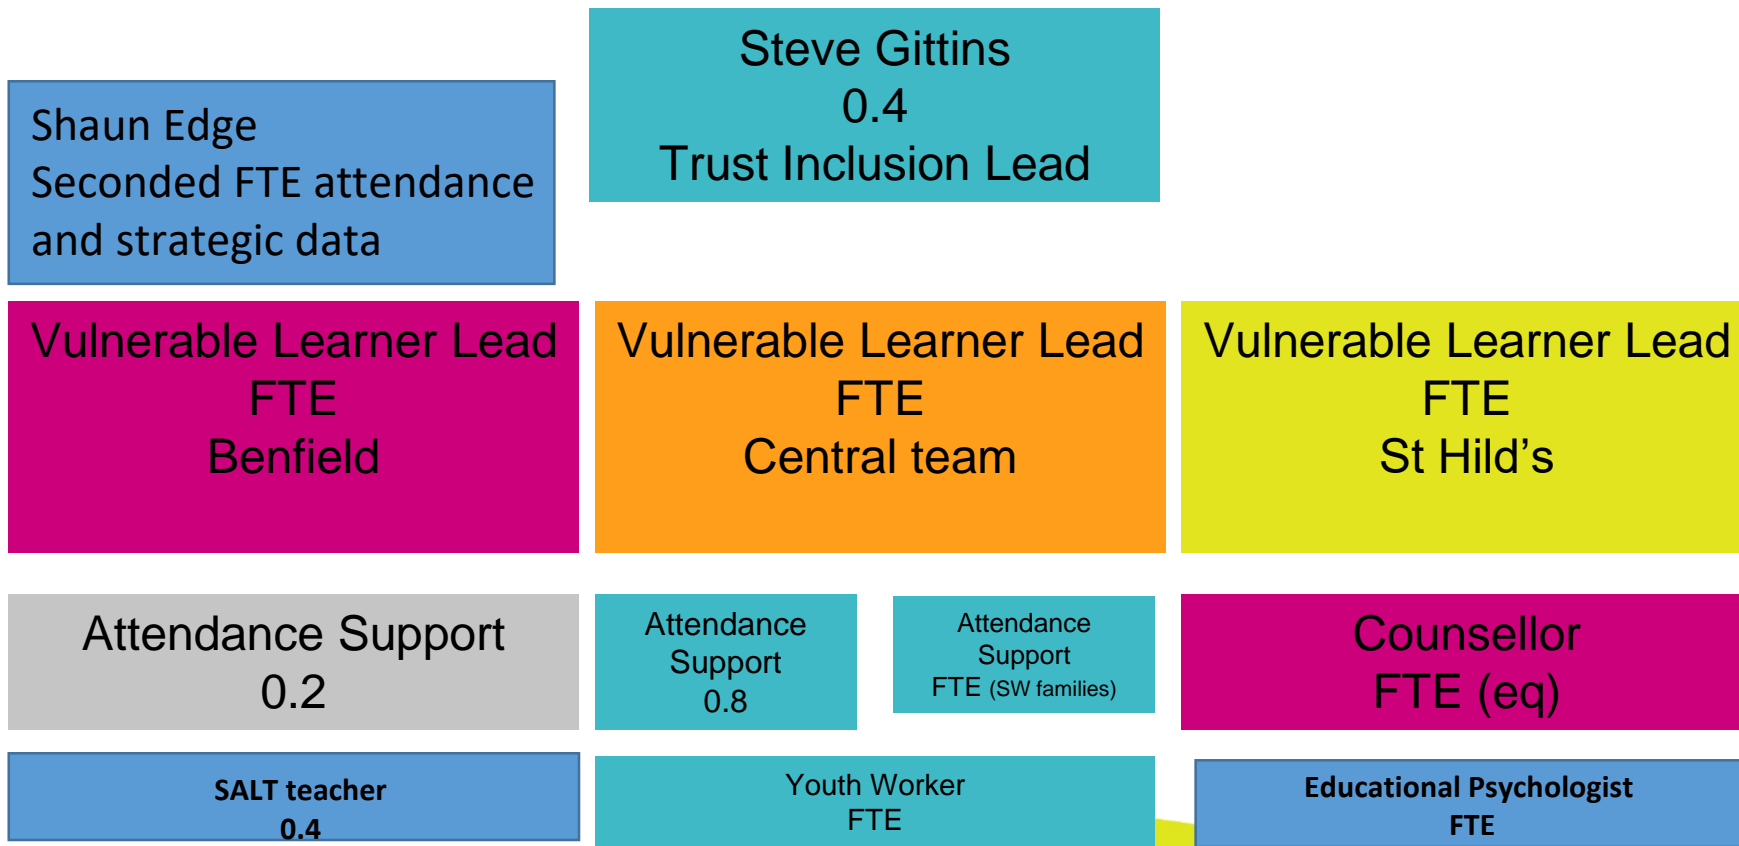 Steve Gittins
0.4
Trust Inclusion Lead
Shaun Edge
Seconded FTE attendance
and strategic data
Vulnerable Learner Lead
FTE
Benfield
Vulnerable Learner Lead
FTE
Central team
Vulnerable Learner Lead
FTE
St Hild’s
Attendance Support
0.2
Attendance
Support
0.8
Attendance
Support
FTE (SW families)
Counsellor
FTE (eq)
SALT teacher
0.4
Youth Worker
FTE
Educational Psychologist
FTE